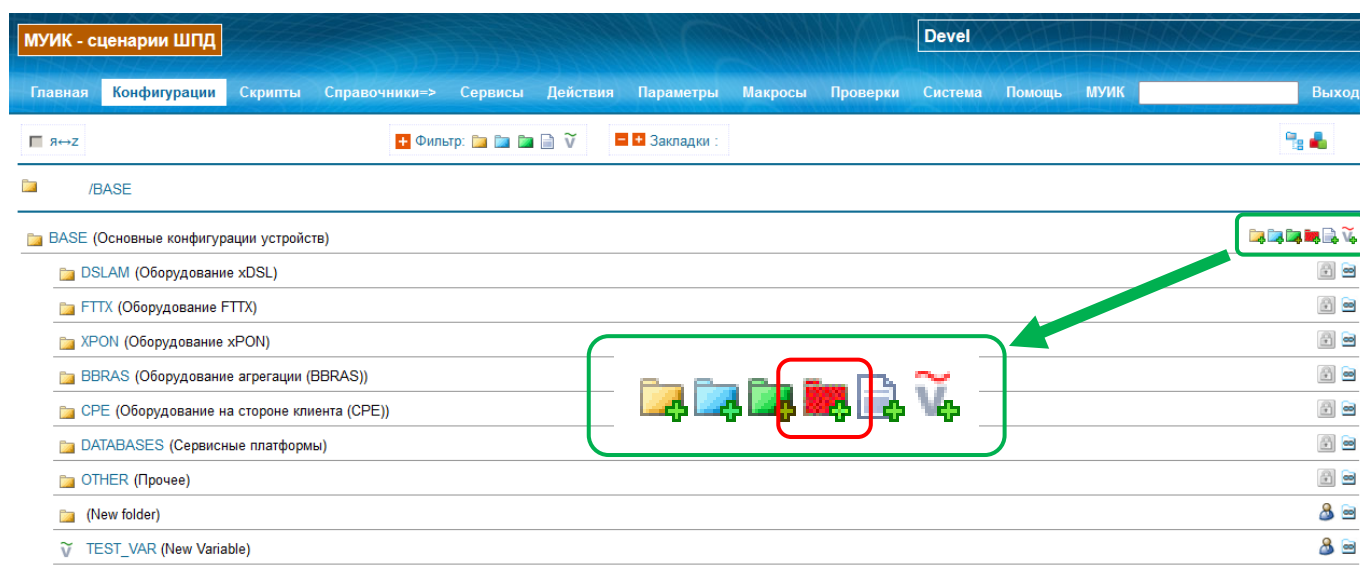 МУИК - сценарии ШПД
Devel
Главная Конфигурации Скрипты Справочники=> Сервисы Действия Параметры Макросы Проверки Система Помощь МУИК Выход
я↔z Фильтр: Закладки :
/BASE
BASE (Основные конфигурации устройств)
DSLAM (Оборудование xDSL)
FTTX (Оборудование FTTX)
XPON (Оборудование xPON)
BBRAS (Оборудование агрегации (BBRAS))
CPE (Оборудование на стороне клиента (CPE))
DATABASES (Сервисные платформы)
OTHER (Прочее)
(New folder)
TEST_VAR (New Variable)